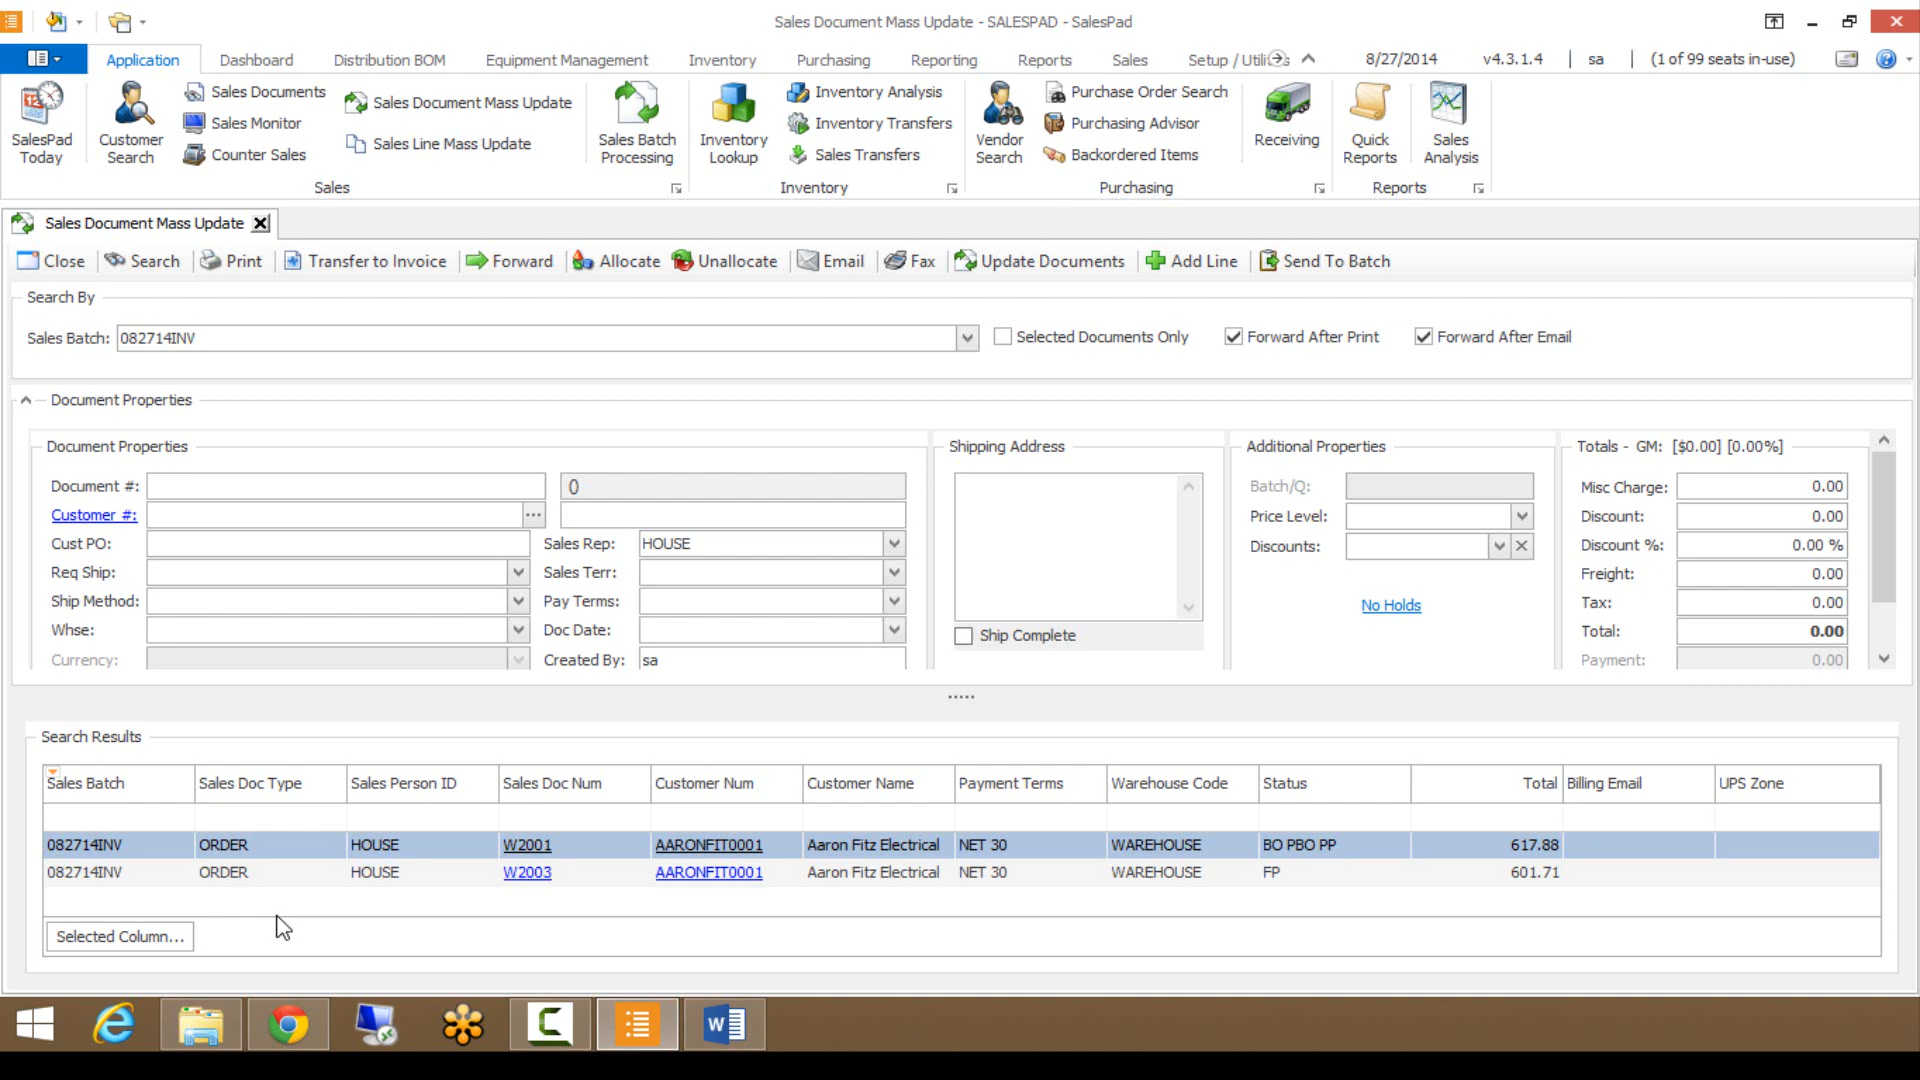 Sales Document Mass Update - SALESPAD - SalesPad
Application
Dashboard
Distribution BOM
Equipment Management
Inventory
Purchasing
Reporting
Reports
Sales
8/27/2014
v4.3.1.4
sa
(1 of 99 seats in-use)
SalesPad Today
Customer Search
Sales Documents
Sales Monitor
Counter Sales
Sales Document Mass Update
Sales Line Mass Update
Sales Batch Processing
Inventory Lookup
Inventory Analysis
Inventory Transfers
Sales Transfers
Vendor Search
Purchase Order Search
Purchasing Advisor
Backordered Items
Receiving
Quick Reports
Sales Analysis
Sales
Inventory
Purchasing
Reports
Sales Document Mass Update
Close
Search
Print
Transfer to Invoice
Forward
Allocate
Unallocate
Email
Fax
Update Documents
Add Line
Send To Batch
Search By
Sales Batch: 082714INV
Selected Documents Only
Forward After Print
Forward After Email
Document Properties
Document Properties
Document #:
()
Customer #:
Cust PO:
Sales Rep: HOUSE
Req Ship:
Sales Terr:
Ship Method:
Pay Terms:
Whse:
Doc Date:
Currency:
Created By: sa
Shipping Address
Ship Complete
Additional Properties
Batch/Q:
Price Level:
Discounts:
No Holds
Totals - GM: [$0.00] [0.00%]
Misc Charge: 0.00
Discount: 0.00
Discount %: 0.00 %
Freight: 0.00
Tax: 0.00
Total: 0.00
Payment: 0.00
Search Results
Sales Batch Sales Doc Type Sales Person ID Sales Doc Num Customer Num Customer Name Payment Terms Warehouse Code Status Total Billing Email UPS Zone
082714INV ORDER HOUSE W2001 AARONFIT0001 Aaron Fitz Electrical NET 30 WAREHOUSE BO PBO PP 617.88
082714INV ORDER HOUSE W2003 AARONFIT0001 Aaron Fitz Electrical NET 30 WAREHOUSE FP 601.71
Selected Column...